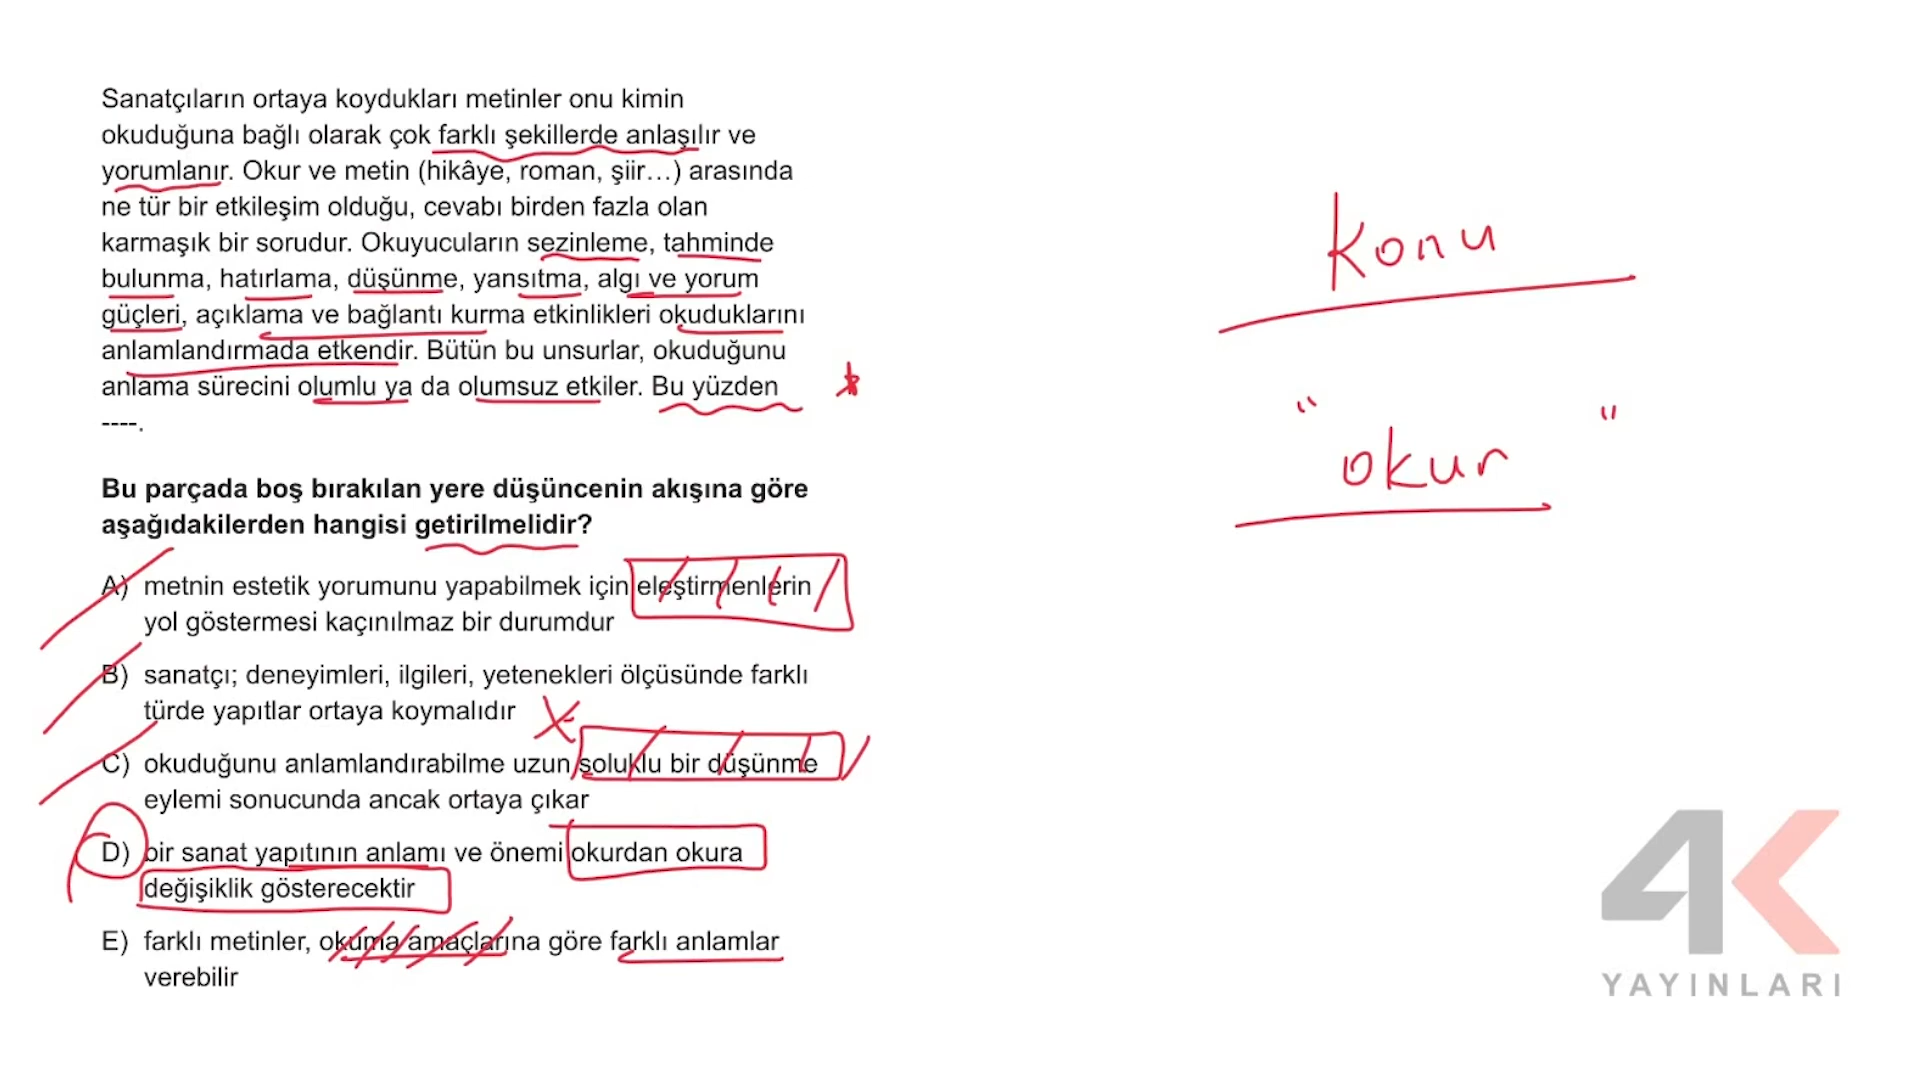 Sanatçıların ortaya koydukları metinler onu kimin
okuduğuna bağlı olarak çok farklı şekillerde anlaşılır ve
yorumlanır. Okur ve metin (hikâye, roman, şiir…) arasında
ne tür bir etkileşim olduğu, cevabı birden fazla olan
karmaşık bir sorudur. Okuyucuların sezinleme, tahminde
bulunma, hatırlama, düşünme, yansıtma, algı ve yorum
güçleri, açıklama ve bağlantı kurma etkinlikleri okuduklarını
anlamlandırmada etkendir. Bütün bu unsurlar, okuduğunu
anlama sürecini olumlu ya da olumsuz etkiler. Bu yüzden
----.
Bu parçada boş bırakılan yere düşüncenin akışına göre
aşağıdakilerden hangisi getirilmelidir?
A) metnin estetik yorumunu yapabilmek için eleştirmenlerin
yol göstermesi kaçınılmaz bir durumdur
B) sanatçı; deneyimleri, ilgileri, yetenekleri ölçüsünde farklı
türde yapıtlar ortaya koymalıdır
C) okuduğunu anlamlandırabilme uzun soluklu bir düşünme
eylemi sonucunda ancak ortaya çıkar
D) bir sanat yapıtının anlamı ve önemi okurdan okura
değişiklik gösterecektir
E) farklı metinler, okuma amaçlarına göre farklı anlamlar
verebilir
Konu
"okur"
4K
YAYINLARI